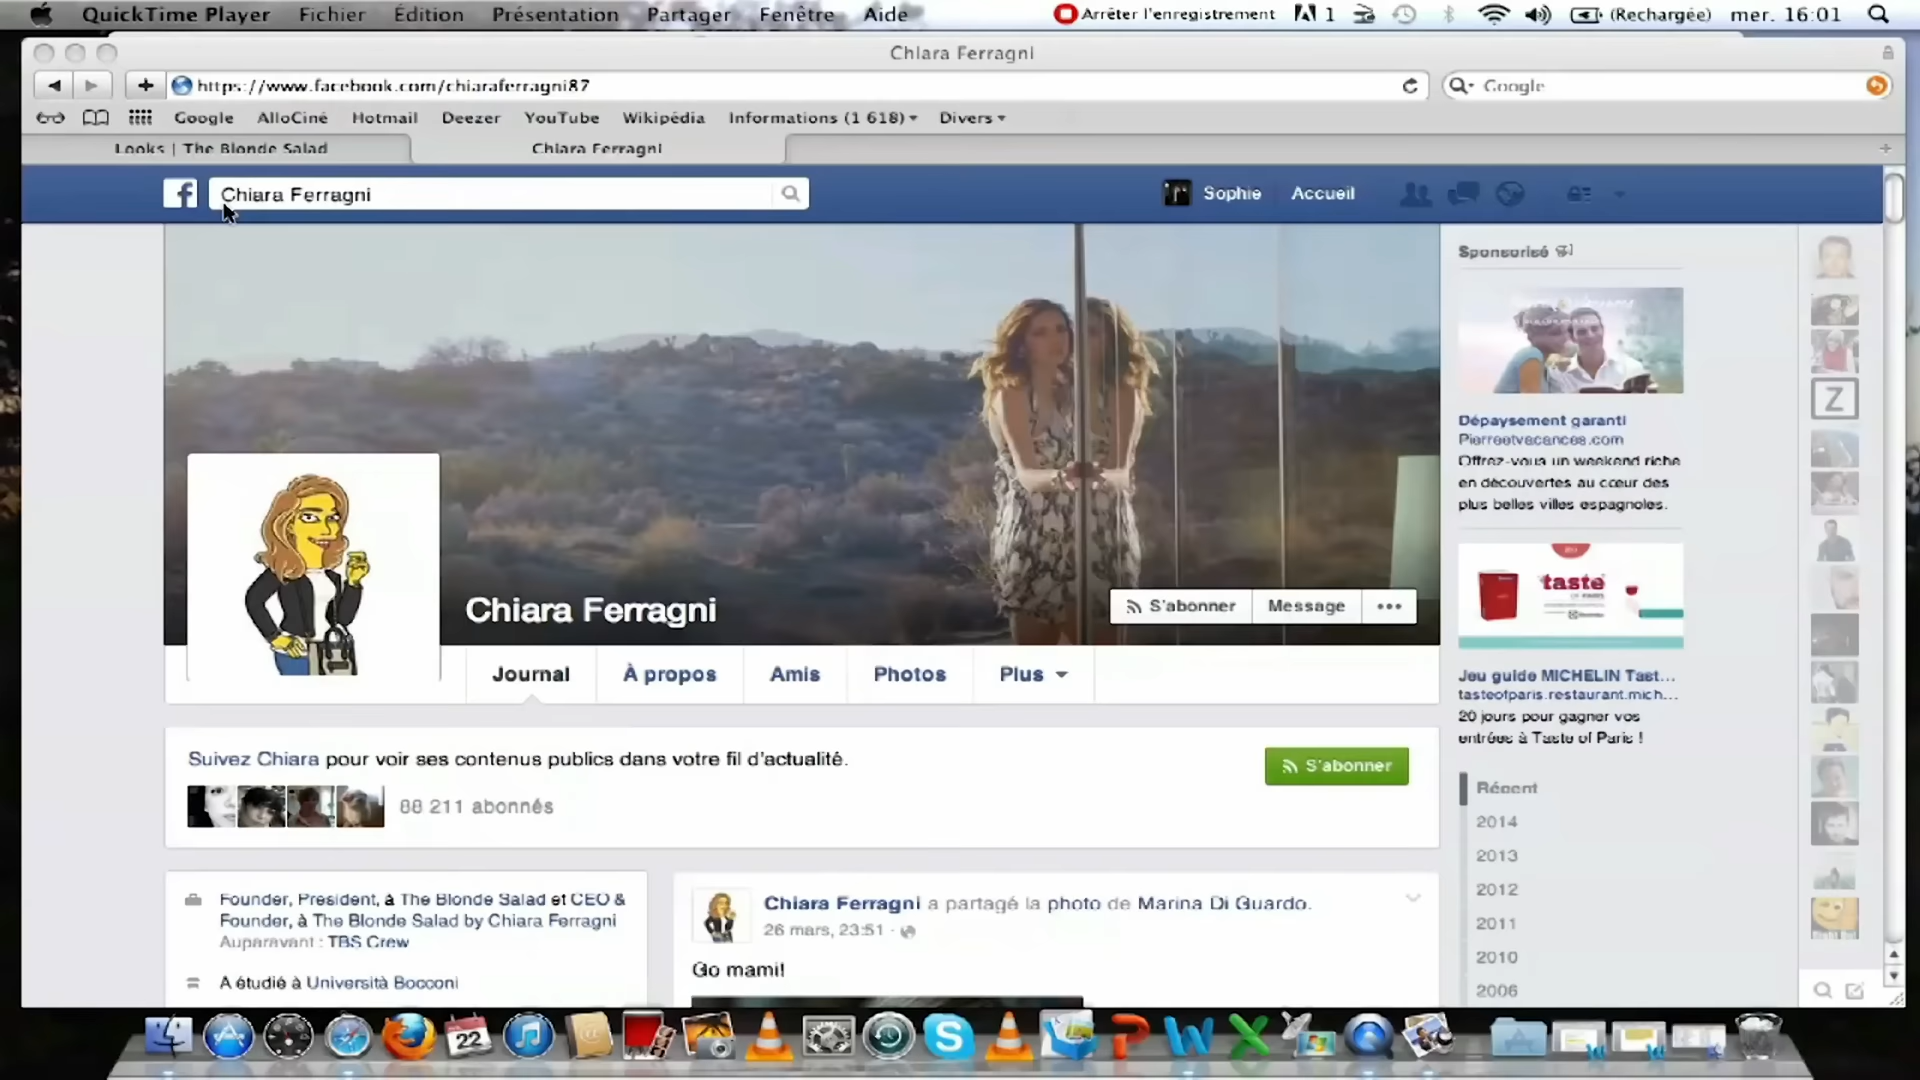 QuickTime Player Fichier Édition Présentation Partager Fenêtre Aide Arrêter l'enregistrement 1 (Rechargée) mer. 16:01
Chiara Ferragni
https://www.facebook.com/chiaraferragni87 Google
Google AlloCiné Hotmail Deezer YouTube Wikipédia Informations (1 618) Divers
Looks | The Blonde Salad Chiara Ferragni
Chiara Ferragni Sophie Accueil
Sponsorisé
Dépaysement garanti
Pierreetvacances.com
Offrez-vous un weekend riche
en découvertes au cœur des
plus belles villes espagnoles.
Z
taste
Chiara Ferragni S'abonner Message
Journal À propos Amis Photos Plus
Jeu guide MICHELIN Tast...
tasteofparis.restaurant.mich...
20 jours pour gagner vos
entrées à Taste of Paris !
Suivez Chiara pour voir ses contenus publics dans votre fil d'actualité.
S'abonner
88 211 abonnés
Récent
2014
2013
2012
2011
2010
2006
Founder, President, à The Blonde Salad et CEO &
Founder, à The Blonde Salad by Chiara Ferragni
Auparavant : TBS Crew
A étudié à Università Bocconi
Chiara Ferragni a partagé la photo de Marina Di Guardo.
26 mars, 23:51
Go mami!
22